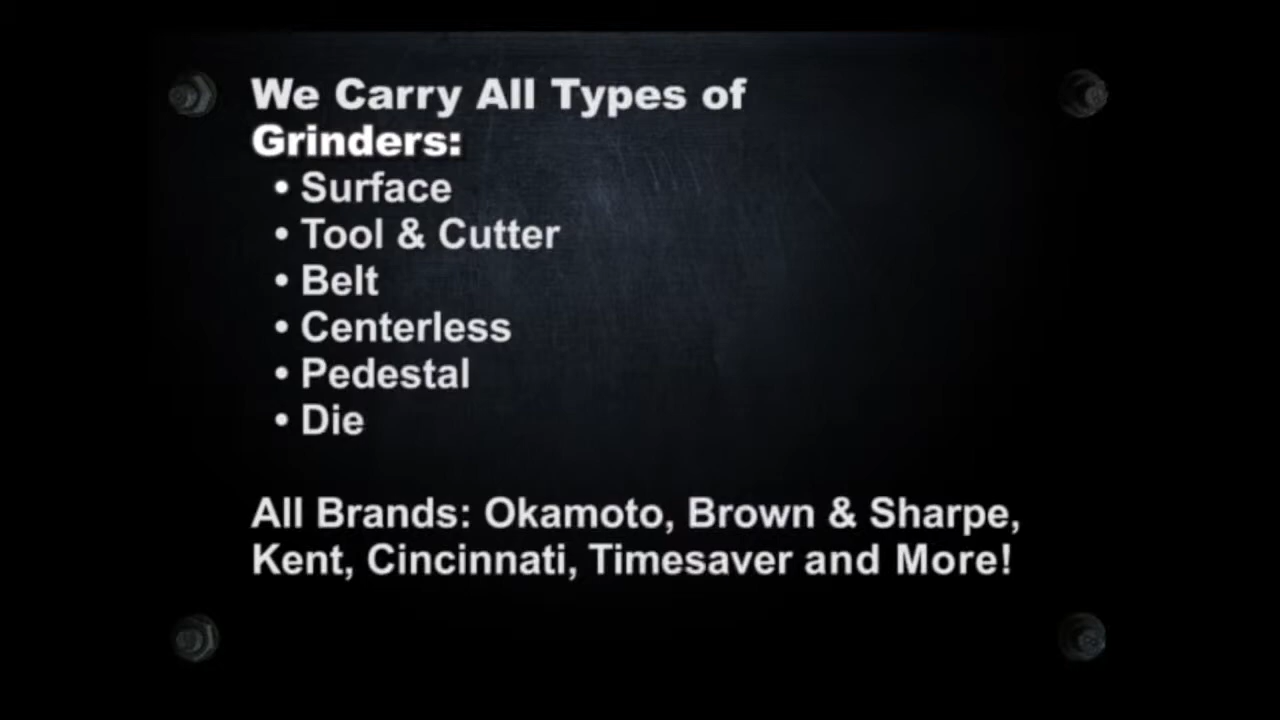 We Carry All Types of
Grinders:
• Surface
• Tool & Cutter
• Belt
• Centerless
• Pedestal
• Die
All Brands: Okamoto, Brown & Sharpe,
Kent, Cincinnati, Timesaver and More!